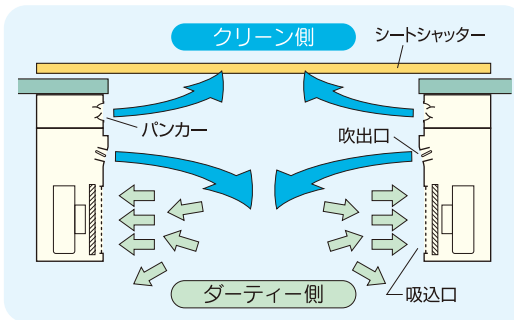 クリーン側
シートシャッター
パンカー
吹出口
ダーティー側
吸込口